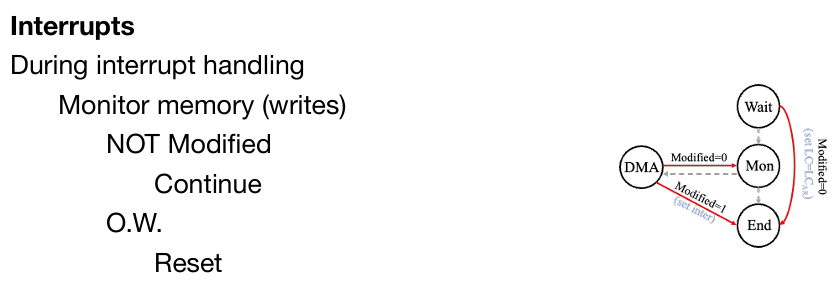 Interrupts
During interrupt handling
Monitor memory (writes)
NOT Modified
Continue
O.W.
Reset
Wait
DMA
Modified=0
Mon
Modified=1
(set inter)
End
Modified=0
(set LC=LC_AR)